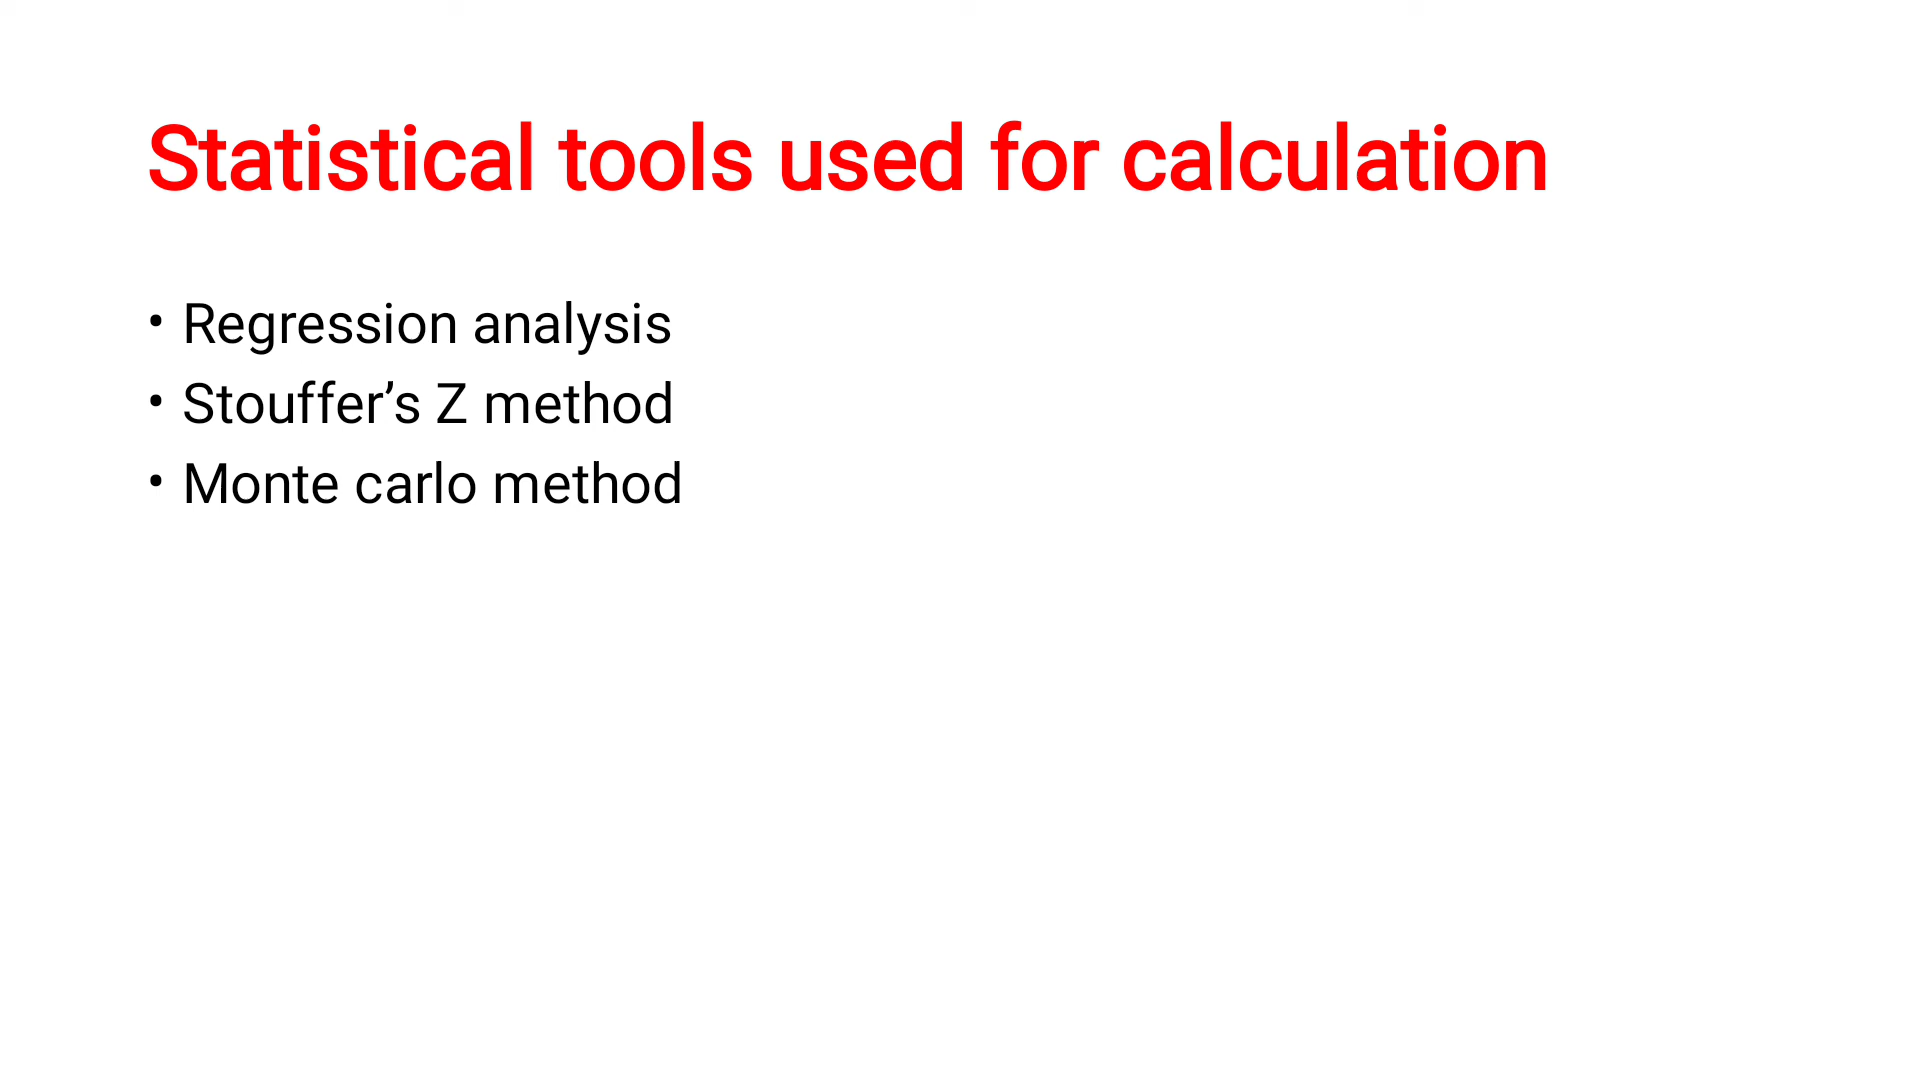 Statistical tools used for calculation
• Regression analysis
• Stouffer’s Z method
• Monte carlo method